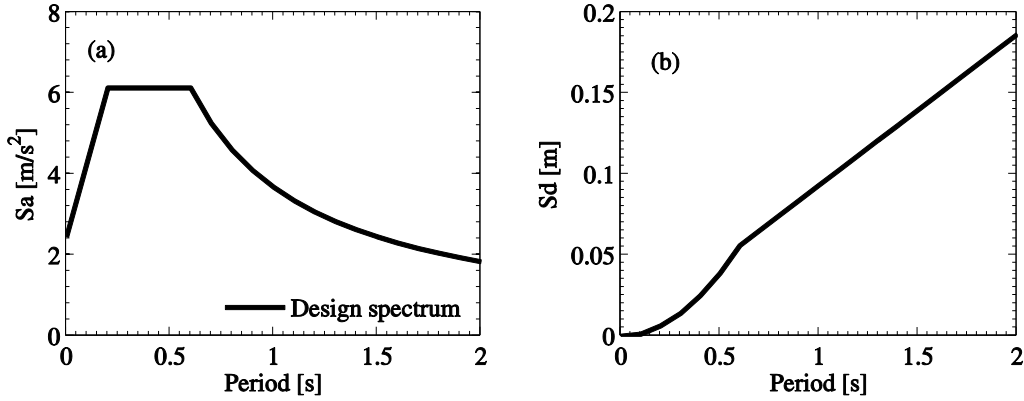 (a)
Sa [m/s²]
8
6
4
2
0
0 0.5 1 1.5 2
Period [s]
Design spectrum
(b)
Sd [m]
0.2
0.15
0.1
0.05
0
0 0.5 1 1.5 2
Period [s]